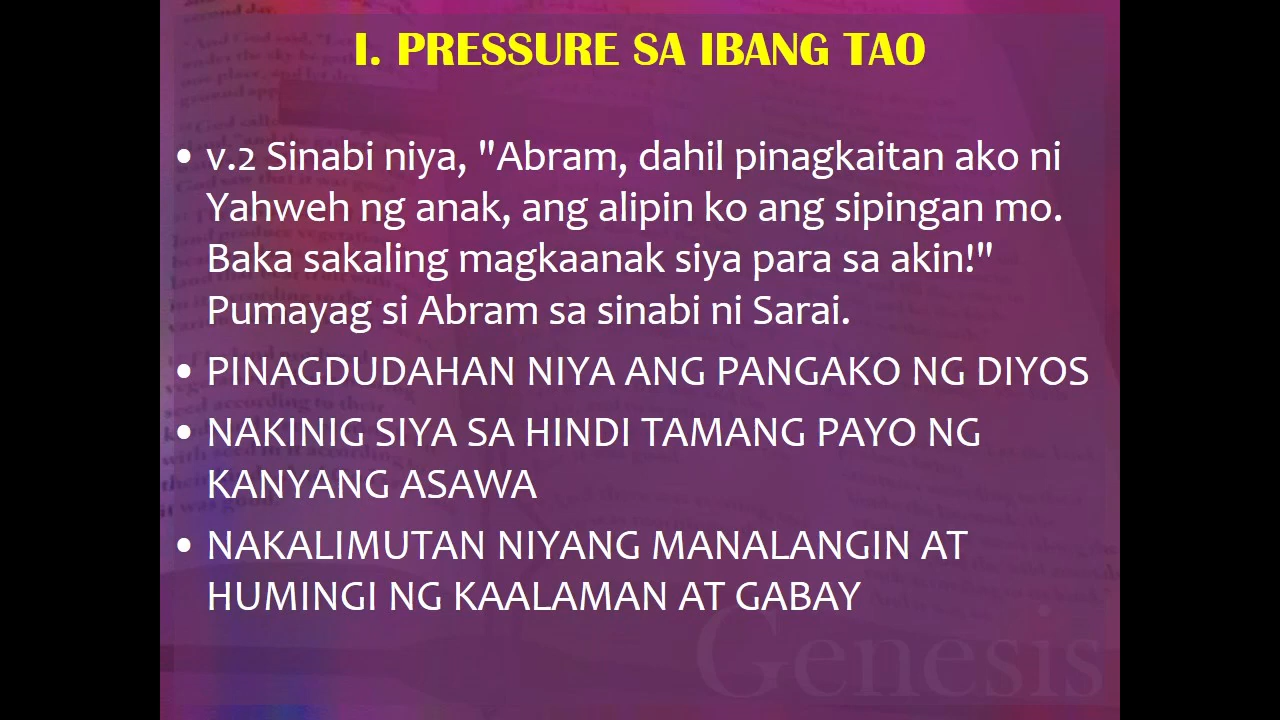 I. PRESSURE SA IBANG TAO
• v.2 Sinabi niya, "Abram, dahil pinagkaitan ako ni
Yahweh ng anak, ang alipin ko ang sipingan mo.
Baka sakaling magkaanak siya para sa akin!"
Pumayag si Abram sa sinabi ni Sarai.
• PINAGDUDAHAN NIYA ANG PANGAKO NG DIYOS
• NAKINIG SIYA SA HINDI TAMANG PAYO NG
KANYANG ASAWA
• NAKALIMUTAN NIYANG MANALANGIN AT
HUMINGI NG KAALAMAN AT GABAY
Genesis